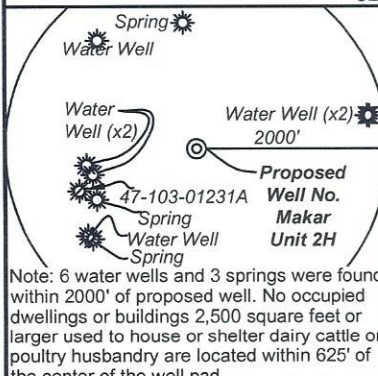 Spring
Water Well
Water
Well (x2)
Water Well (x2)
2000'
Proposed
Well No.
Makar
Unit 2H
47-103-01231A
Spring
Water Well
Spring
Note: 6 water wells and 3 springs were found
within 2000' of proposed well. No occupied
dwellings or buildings 2,500 square feet or
larger used to house or shelter dairy cattle or
poultry husbandry are located within 625' of
the center of the well pad.